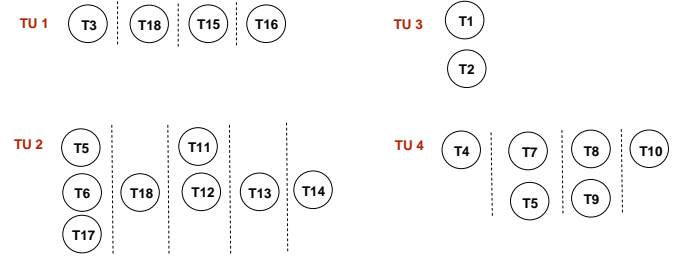 TU 1 T3 T18 T15 T16
TU 3 T1
T2
TU 2 T5 T11
T6 T18 T12 T13 T14
T17
TU 4 T4 T7 T8 T10
T5 T9